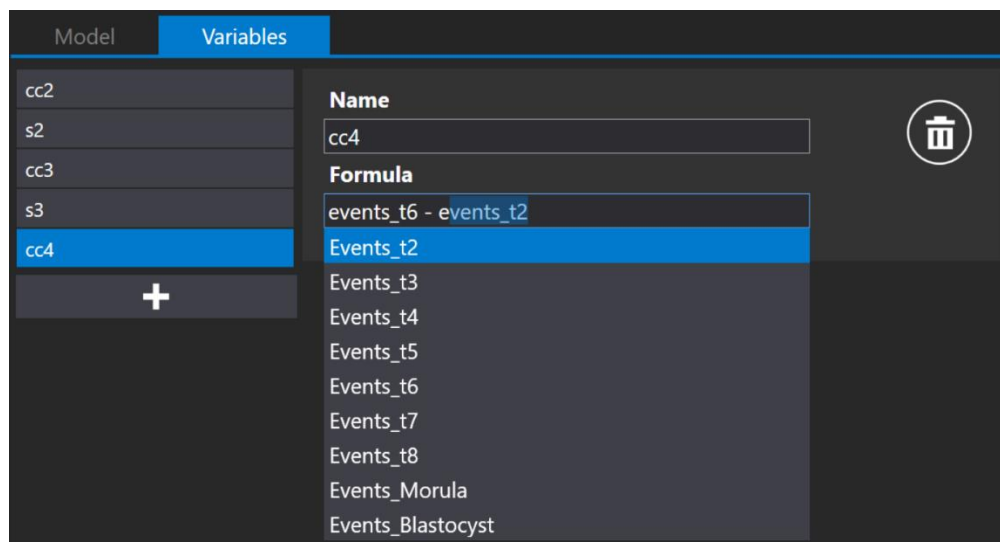 Model
Variables
cc2
s2
cc3
s3
cc4
+
Name
cc4
Formula
events_t6 - events_t2
Events_t2
Events_t3
Events_t4
Events_t5
Events_t6
Events_t7
Events_t8
Events_Morula
Events_Blastocyst